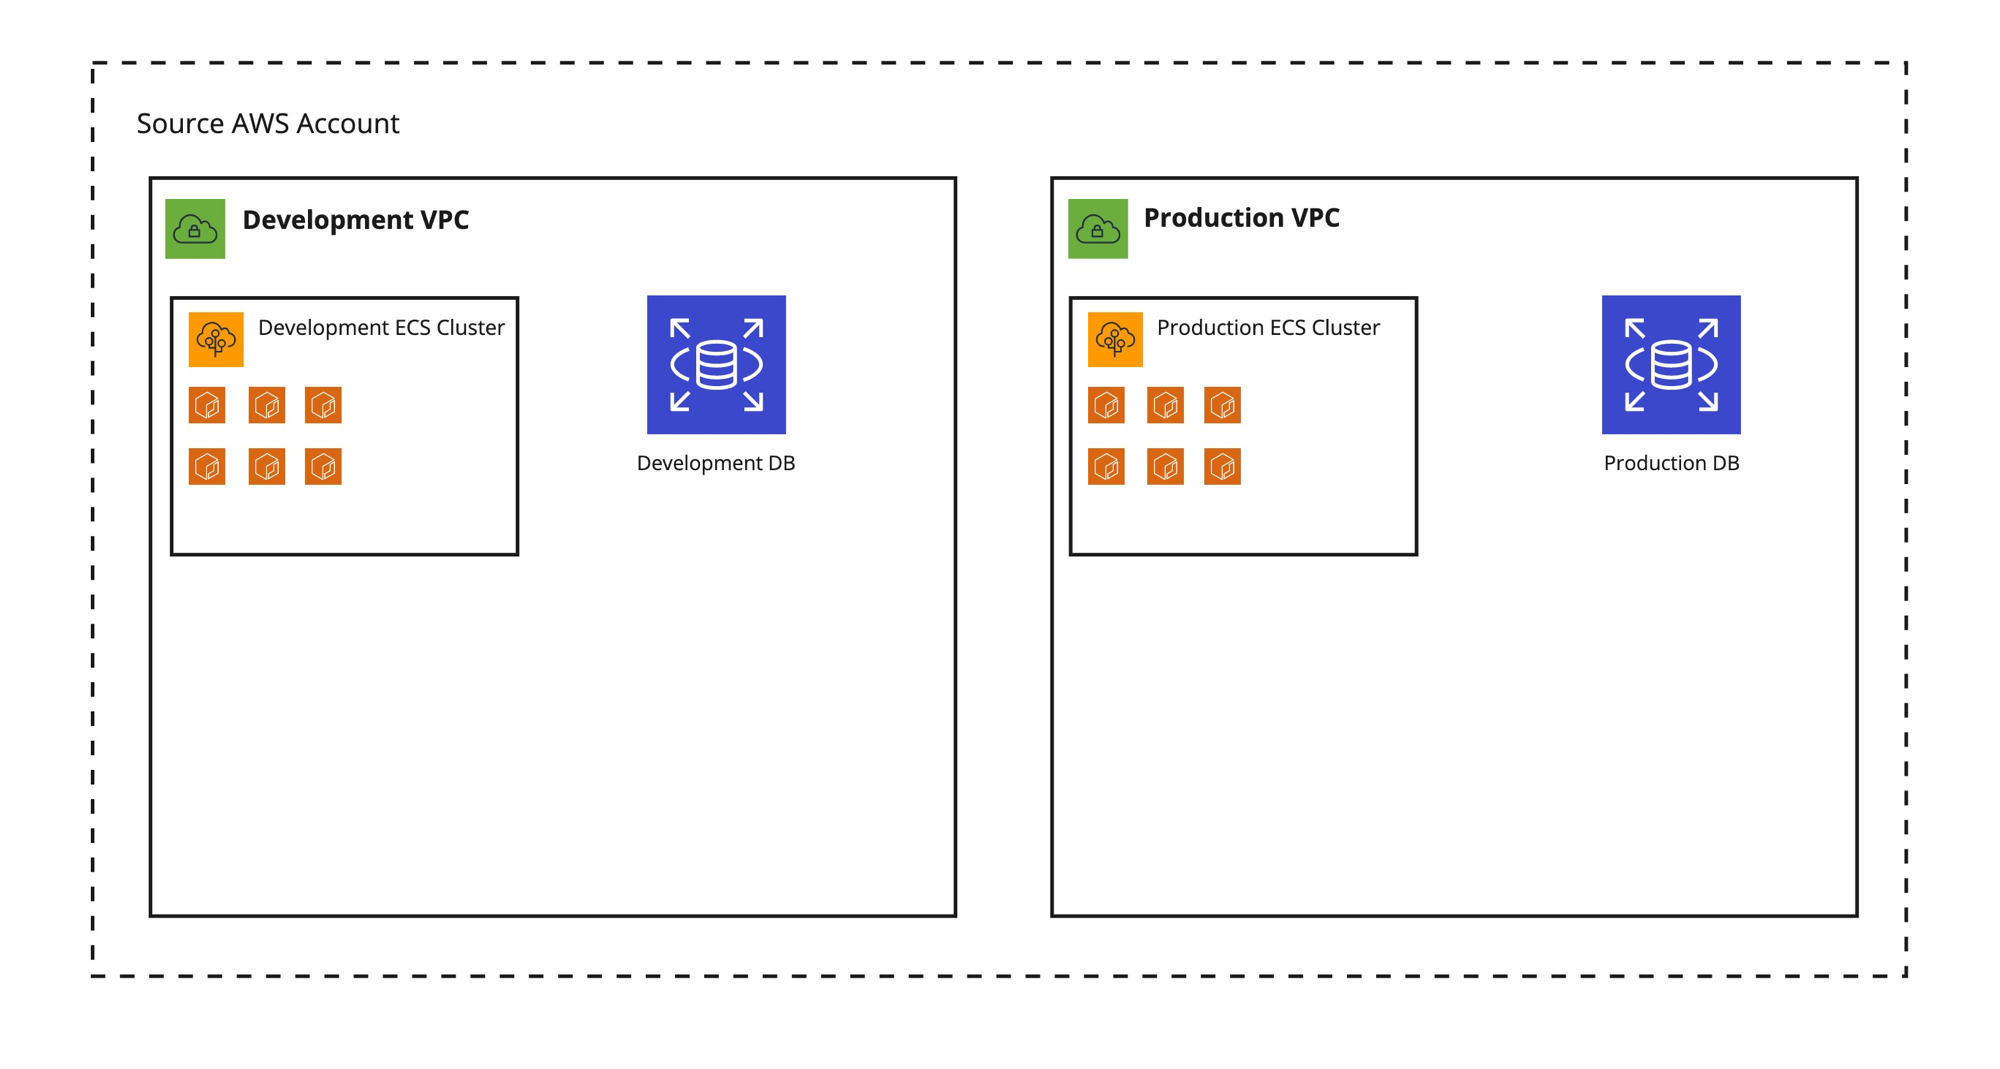 Source AWS Account
Development VPC
Development ECS Cluster
Development DB
Production VPC
Production ECS Cluster
Production DB